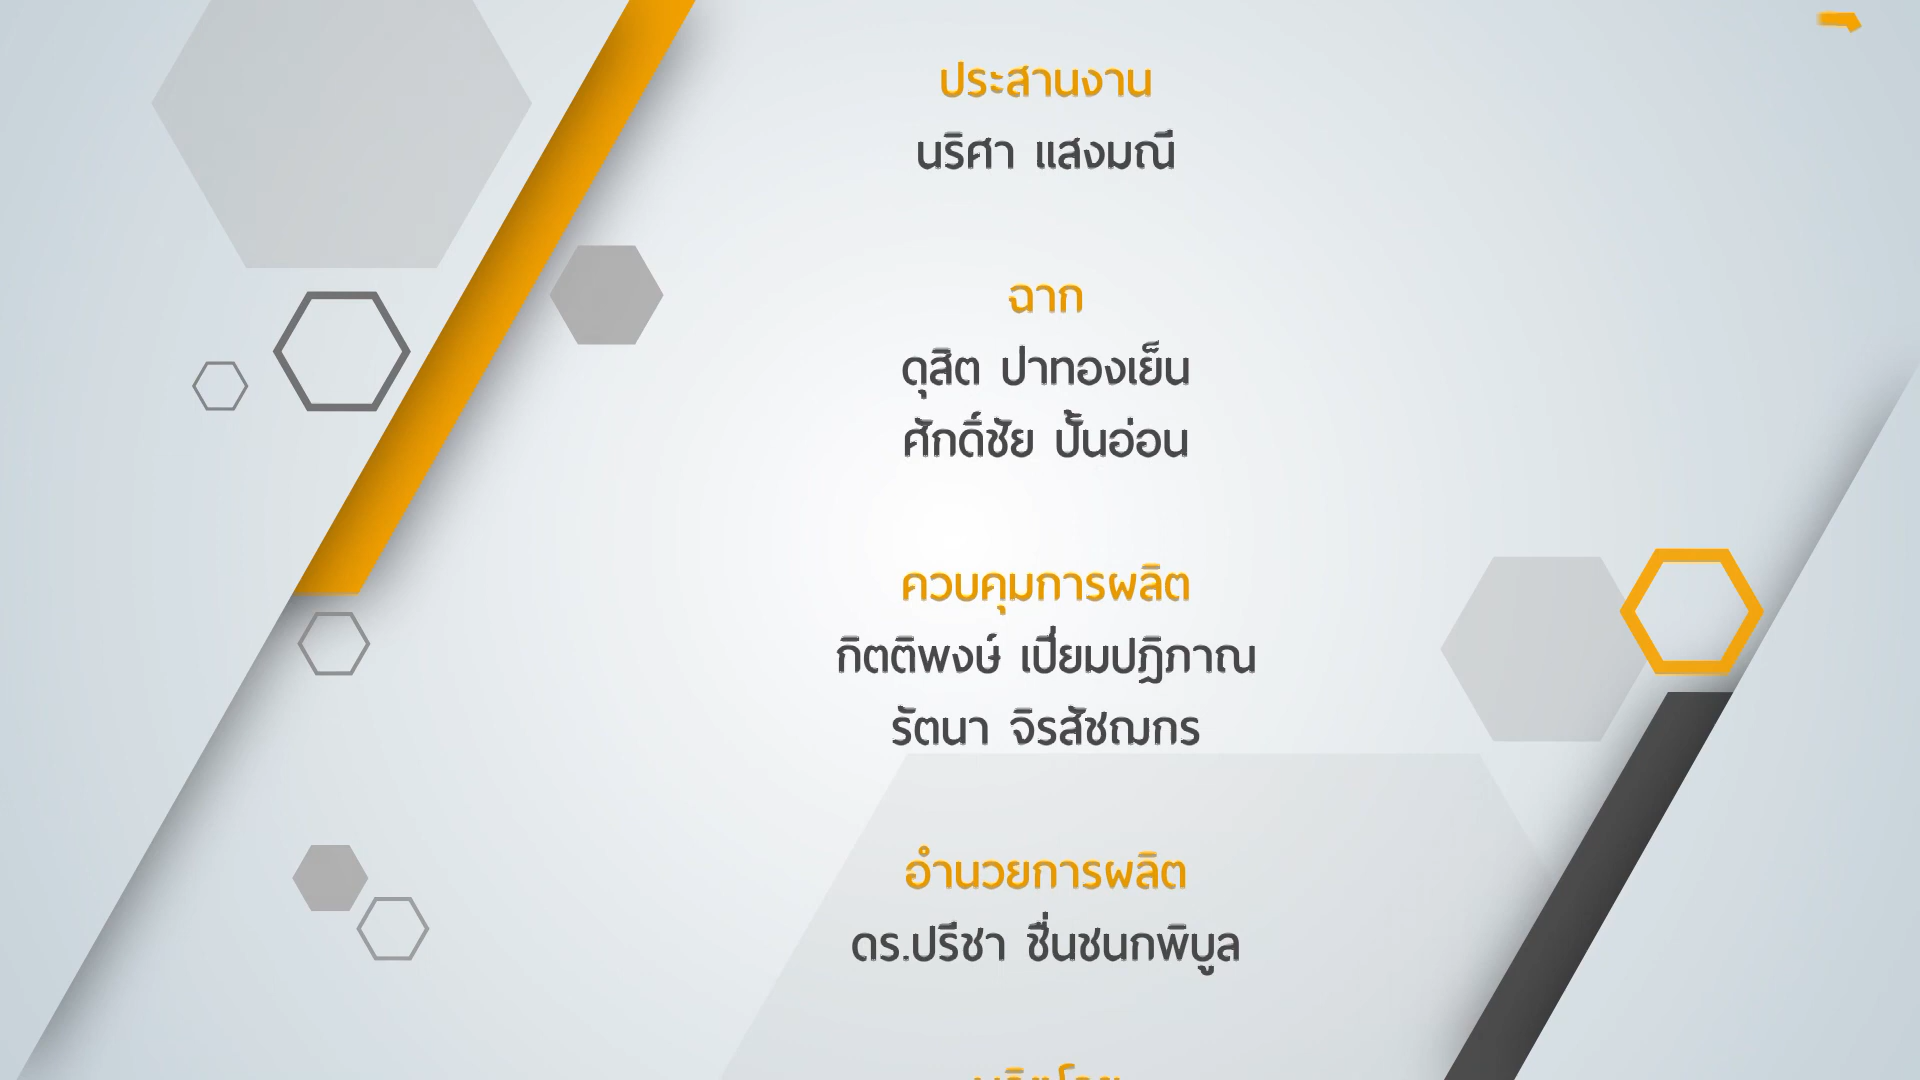 ประสานงาน
นริศา แสงมณี
ฉาก
ดุสิต ปาทองเย็น
ศักดิ์ชัย ปั้นอ่อน
ควบคุมการผลิต
กิตติพงษ์ เปี่ยมปฏิภาณ
รัตนา จิรสัชฌกร
อำนวยการผลิต
ดร.ปรีชา ชื่นชนกพิบูล